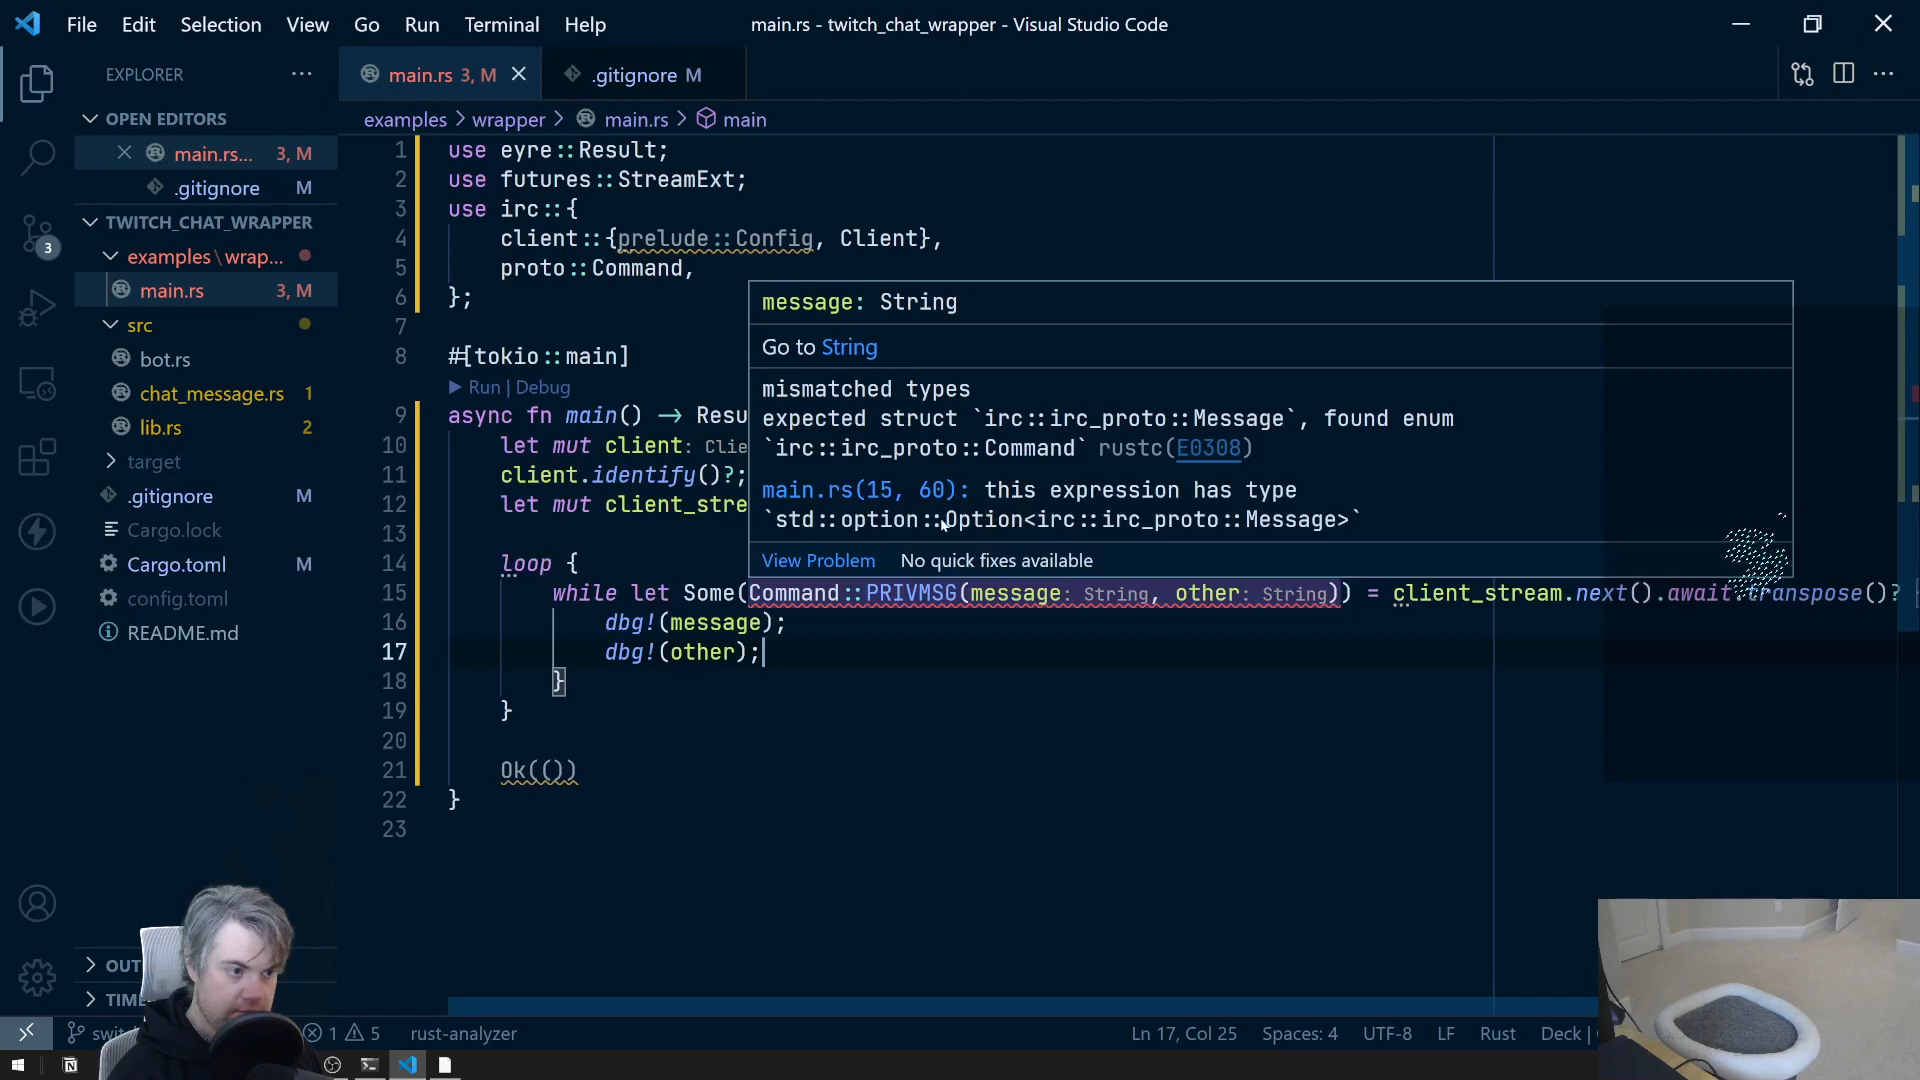 File Edit Selection View Go Run Terminal Help
main.rs - twitch_chat_wrapper - Visual Studio Code
EXPLORER
OPEN EDITORS
main.rs... 3, M
.gitignore M
TWITCH_CHAT_WRAPPER
examples\wrap...
main.rs 3, M
src
bot.rs
chat_message.rs 1
lib.rs 2
target
.gitignore M
Cargo.lock
Cargo.toml
config.toml
README.md
3
OUT
TIME
main.rs 3, M
.gitignore M
examples > wrapper > main.rs > main
1 use eyre::Result;
2 use futures::StreamExt;
3 use irc::{
4 client::{prelude::Config, Client},
5 proto::Command,
6 };
7
8 #[tokio::main]
Run | Debug
9 async fn main() -> Resu
10 let mut client: Clie
11 client.identify()?;
12 let mut client_stre
13
14 loop {
15 while let Some(Command::PRIVMSG(message: String, other: String)) = client_stream.next().await.transpose()? {
16 dbg!(message);
17 dbg!(other);
18 }
19 }
20
21 Ok(())
22 }
23
message: String
Go to String
mismatched types
expected struct `irc::irc_proto::Message`, found enum
`irc::irc_proto::Command` rustc(E0308)
main.rs(15, 60): this expression has type
`std::option::Option<irc::irc_proto::Message>`
View Problem No quick fixes available
1 5 rust-analyzer
Ln 17, Col 25 Spaces: 4 UTF-8 LF Rust Deck |